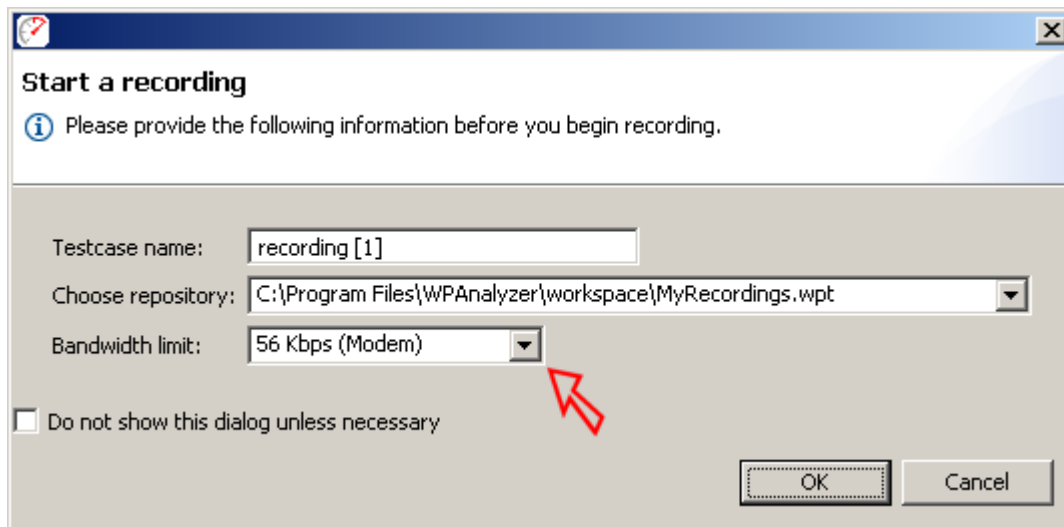 Start a recording
Please provide the following information before you begin recording.
Testcase name: recording [1]
Choose repository: C:\Program Files\WPAnalyzer\workspace\MyRecordings.wpt
Bandwidth limit: 56 Kbps (Modem)
Do not show this dialog unless necessary
OK Cancel